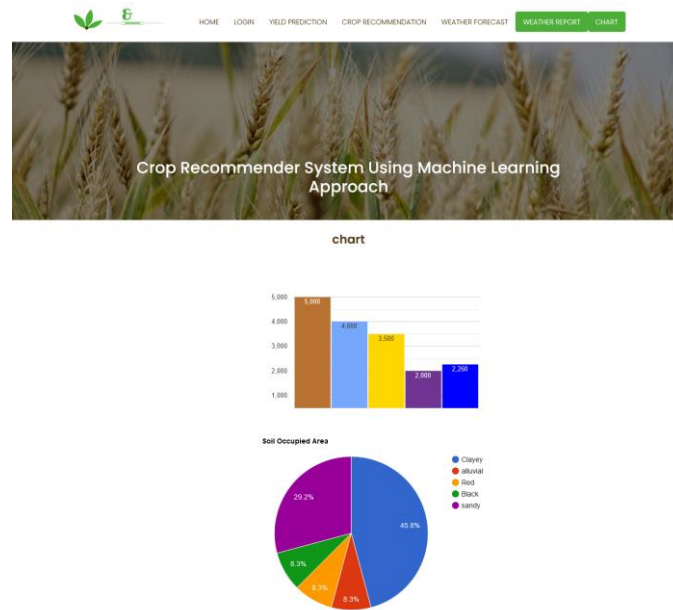 &
HOME LOGIN YIELD PREDICTION CROP RECOMMENDATION WEATHER FORECAST WEATHER REPORT CHART
Crop Recommender System Using Machine Learning
Approach
chart
5,000
4,000
3,000
2,000
1,000
5,000
4,000
3,500
2,000
2,260
Soil Occupied Area
Clayey
alluvial
Red
Black
sandy
29.2%
45.8%
8.3%
8.3%
8.3%